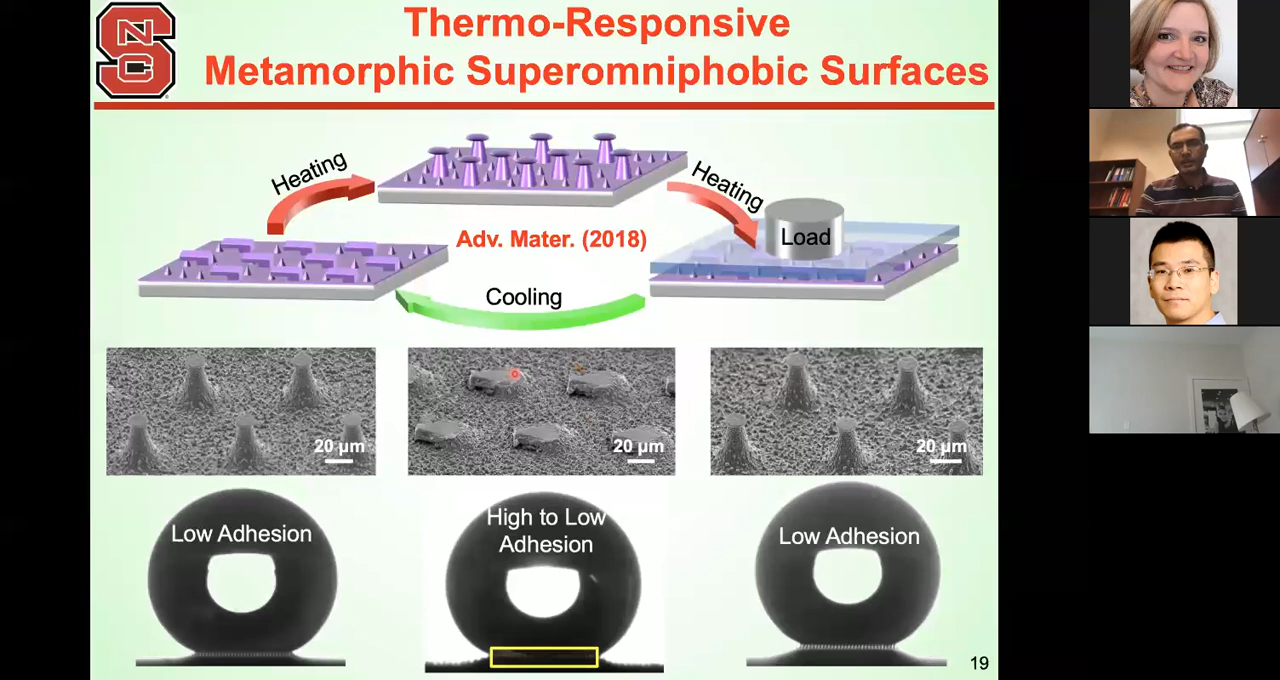 NC
S
Thermo-Responsive
Metamorphic Superomniphobic Surfaces
Heating
Heating
Load
Adv. Mater. (2018)
Cooling
20 µm
20 µm
20 µm
Low Adhesion
High to Low
Adhesion
Low Adhesion
19